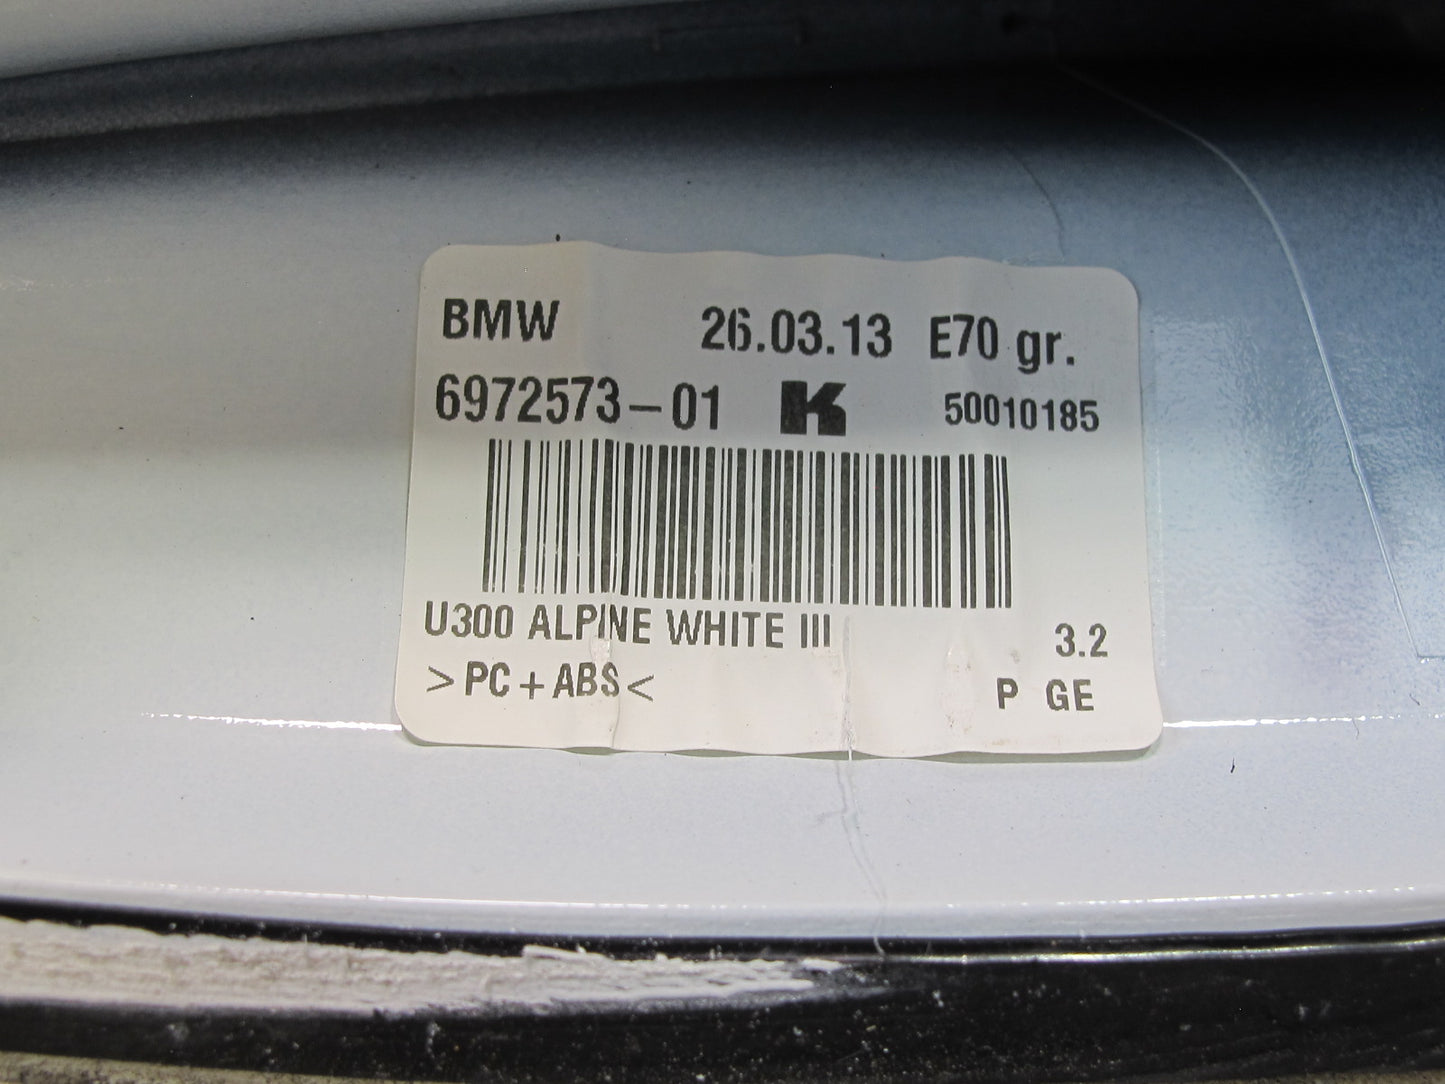 BMW 26.03.13 E70 gr.
6972573-01 K 50010185
U300 ALPINE WHITE III 3.2
>PC+ABS< P GE